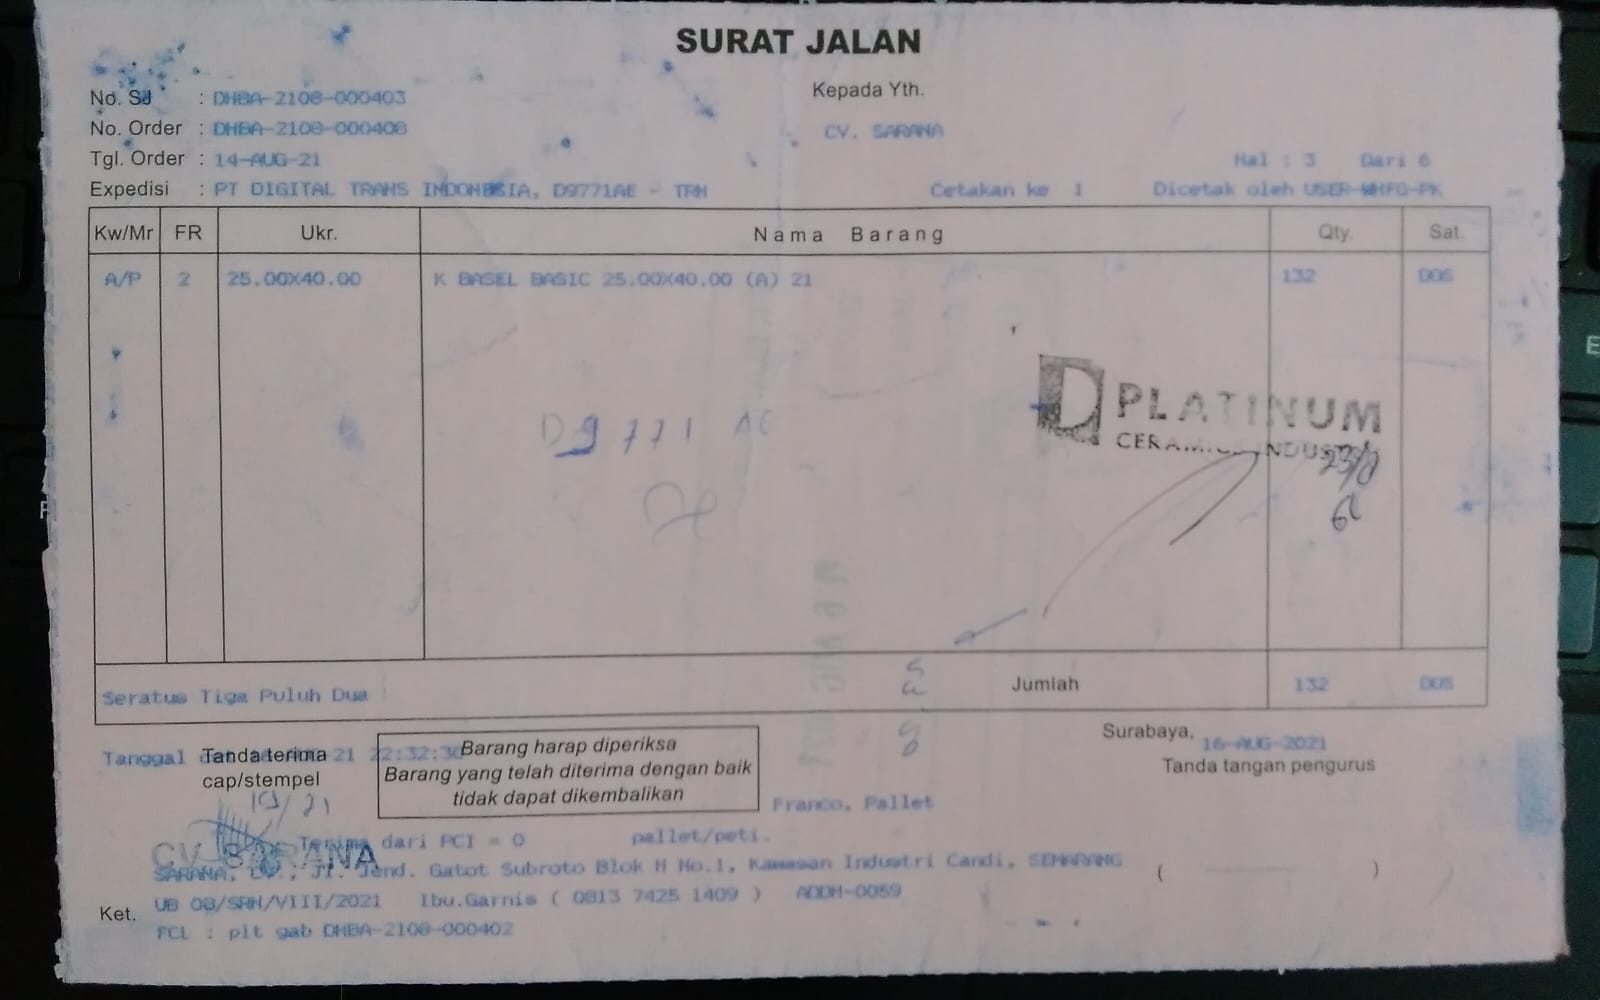 SURAT JALAN
No. SJ : DHBA-2108-000403
Kepada Yth.
No. Order : DHBA-2108-000408
CV. SARANA
Tgl. Order : 14-AUG-21
Hal : 3 Dari 6
Expedisi : PT DIGITAL TRANS INDONESIA, D9771AE - TRN
Cetakan ke 1 Dicetak oleh USER-WHFG-PK
Kw/Mr FR Ukr. Nama Barang Qty. Sat.
A/P 2 25.00X40.00 K BASEL BASIC 25.00X40.00 (A) 21 132 DOS
PLATINUM
CERAMICS INDUSTRY
D 9771 AE
Seratus Tiga Puluh Dua Jumlah 132 DOS
Surabaya, 16-AUG-2021
Tanggal 21 22:32:30
Tanda terima
cap/stempel
Barang harap diperiksa
Barang yang telah diterima dengan baik
tidak dapat dikembalikan
Tanda tangan pengurus
Franco, Pallet
19/21
Terima dari PCI = 0 pallet/peti.
CV. SARANA
SARANA, CV., Jl. Jend. Gatot Subroto Blok H No.1, Kawasan Industri Candi, SEMARANG
( )
Ket. UB 08/SRN/VIII/2021 Ibu.Garnis ( 0813 7425 1409 ) ADDM-0059
FCL : plt gab DHBA-2108-000402